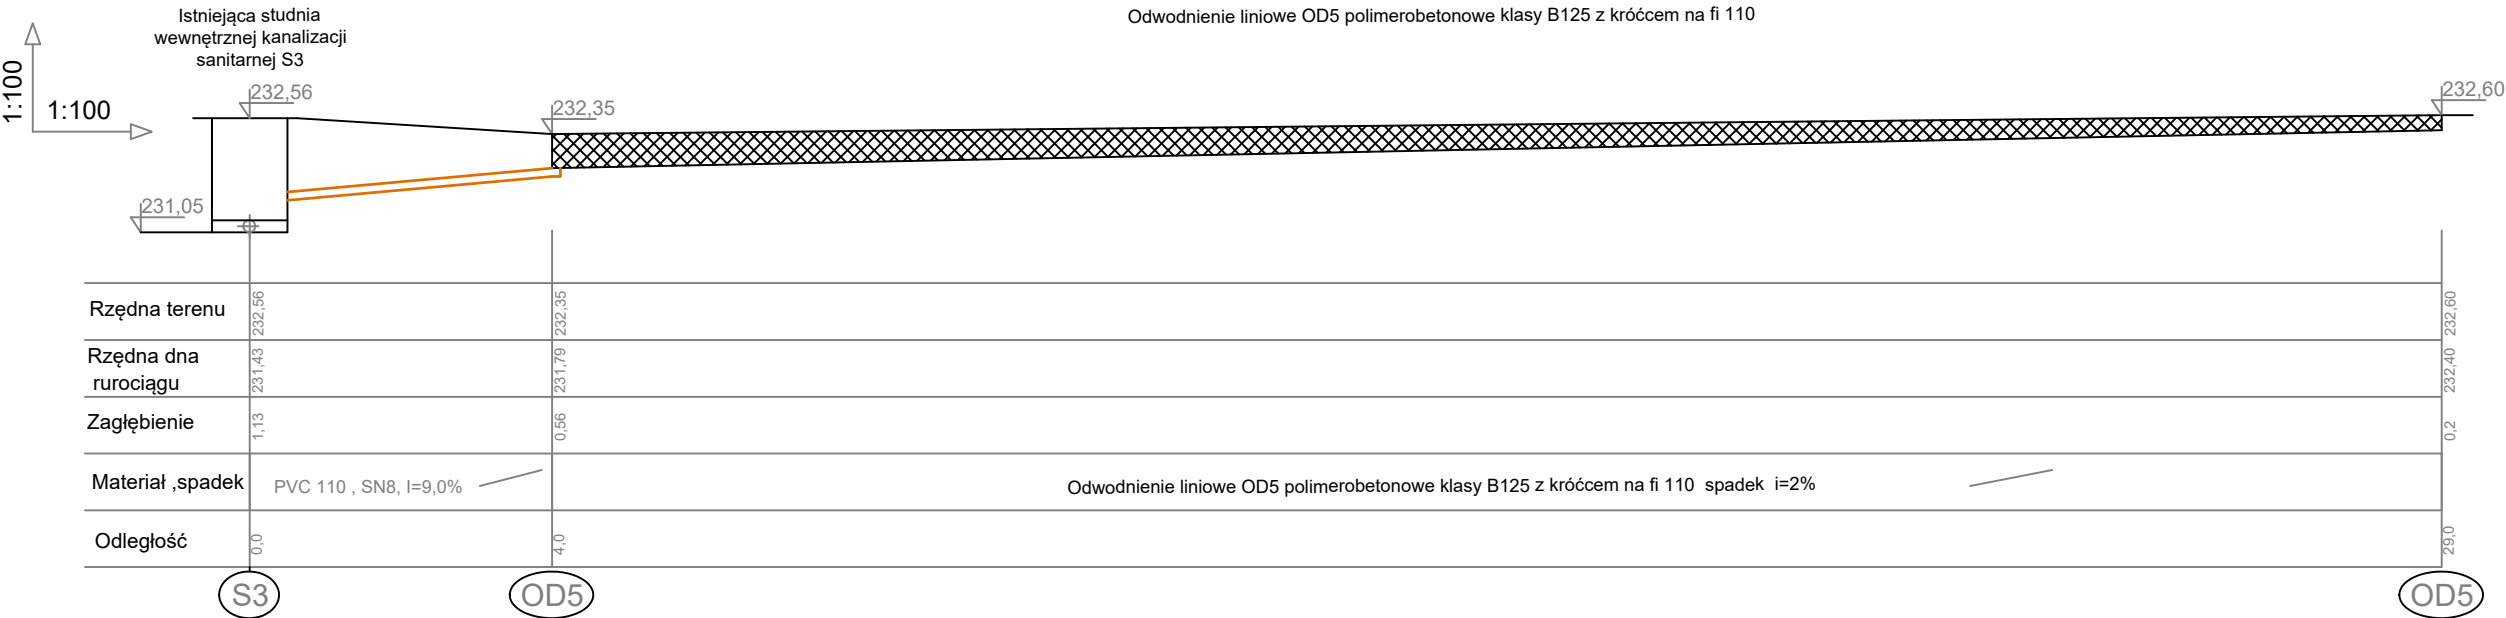 Istniejąca studnia
wewnętrznej kanalizacji
sanitarnej S3
Odwodnienie liniowe OD5 polimerobetonowe klasy B125 z króćcem na fi 110
1:100
1:100
232,56
232,35
232,60
231,05
Rzędna terenu
232,56
232,35
232,60
Rzędna dna
rurociągu
231,43
231,79
232,40
Zagłębienie
1,13
0,56
0,2
Materiał ,spadek
PVC 110 , SN8, I=9,0%
Odwodnienie liniowe OD5 polimerobetonowe klasy B125 z króćcem na fi 110 spadek i=2%
Odległość
0,0
4,0
29,0
S3
OD5
OD5